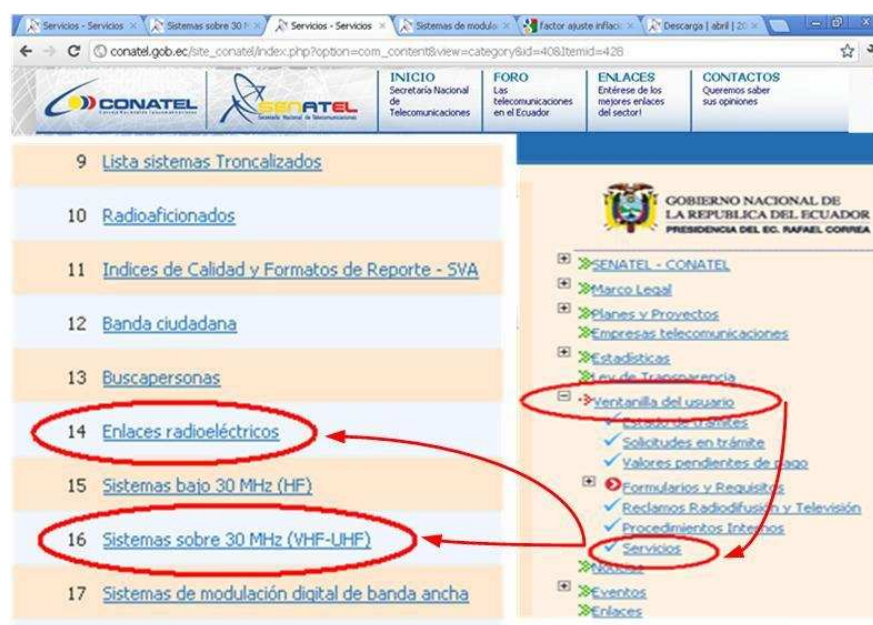 Servicios - Servicios
Sistemas sobre 30 M
Servicios - Servicios
Sistemas de modula
factor ajuste inflaci
Descarga | abril | 20
conatel.gob.ec/site_conatel/index.php?option=com_content&view=category&id=40&Itemid=428
CONATEL
SENATEL
Secretaría Nacional de Telecomunicaciones
INICIO
Secretaría Nacional
de
Telecomunicaciones
FORO
Las
telecomunicaciones
en el Ecuador
ENLACES
Entérese de los
mejores enlaces
del sector!
CONTACTOS
Queremos saber
sus opiniones
9 Lista sistemas Troncalizados
10 Radioaficionados
11 Indices de Calidad y Formatos de Reporte - SVA
12 Banda ciudadana
13 Buscapersonas
14 Enlaces radioeléctricos
15 Sistemas bajo 30 MHz (HF)
16 Sistemas sobre 30 MHz (VHF-UHF)
17 Sistemas de modulación digital de banda ancha
GOBIERNO NACIONAL DE
LA REPUBLICA DEL ECUADOR
PRESIDENCIA DEL EC. RAFAEL CORREA
SENATEL - CONATEL
Marco Legal
Planes y Proyectos
Empresas telecomunicaciones
Estadísticas
Ley de Transparencia
Ventanilla del usuario
Estado de trámites
Solicitudes en trámite
Valores pendientes de pago
Formularios y Requisitos
Reclamos Radiodifusión y Televisión
Procedimientos Internos
Servicios
Noticias
Eventos
Enlaces